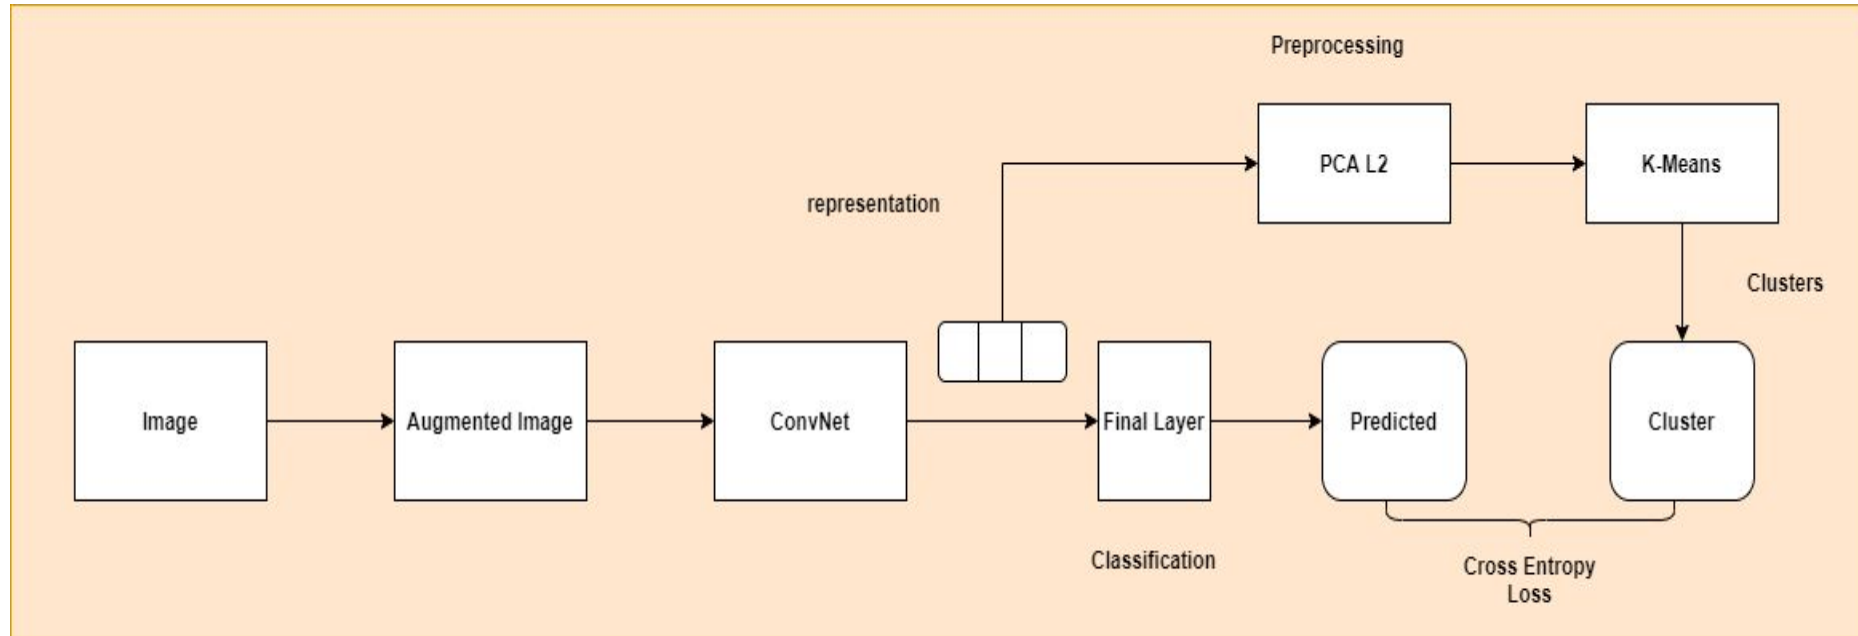 Preprocessing
PCA L2
K-Means
representation
Clusters
Image
Augmented Image
ConvNet
Final Layer
Predicted
Cluster
Classification
Cross Entropy
Loss